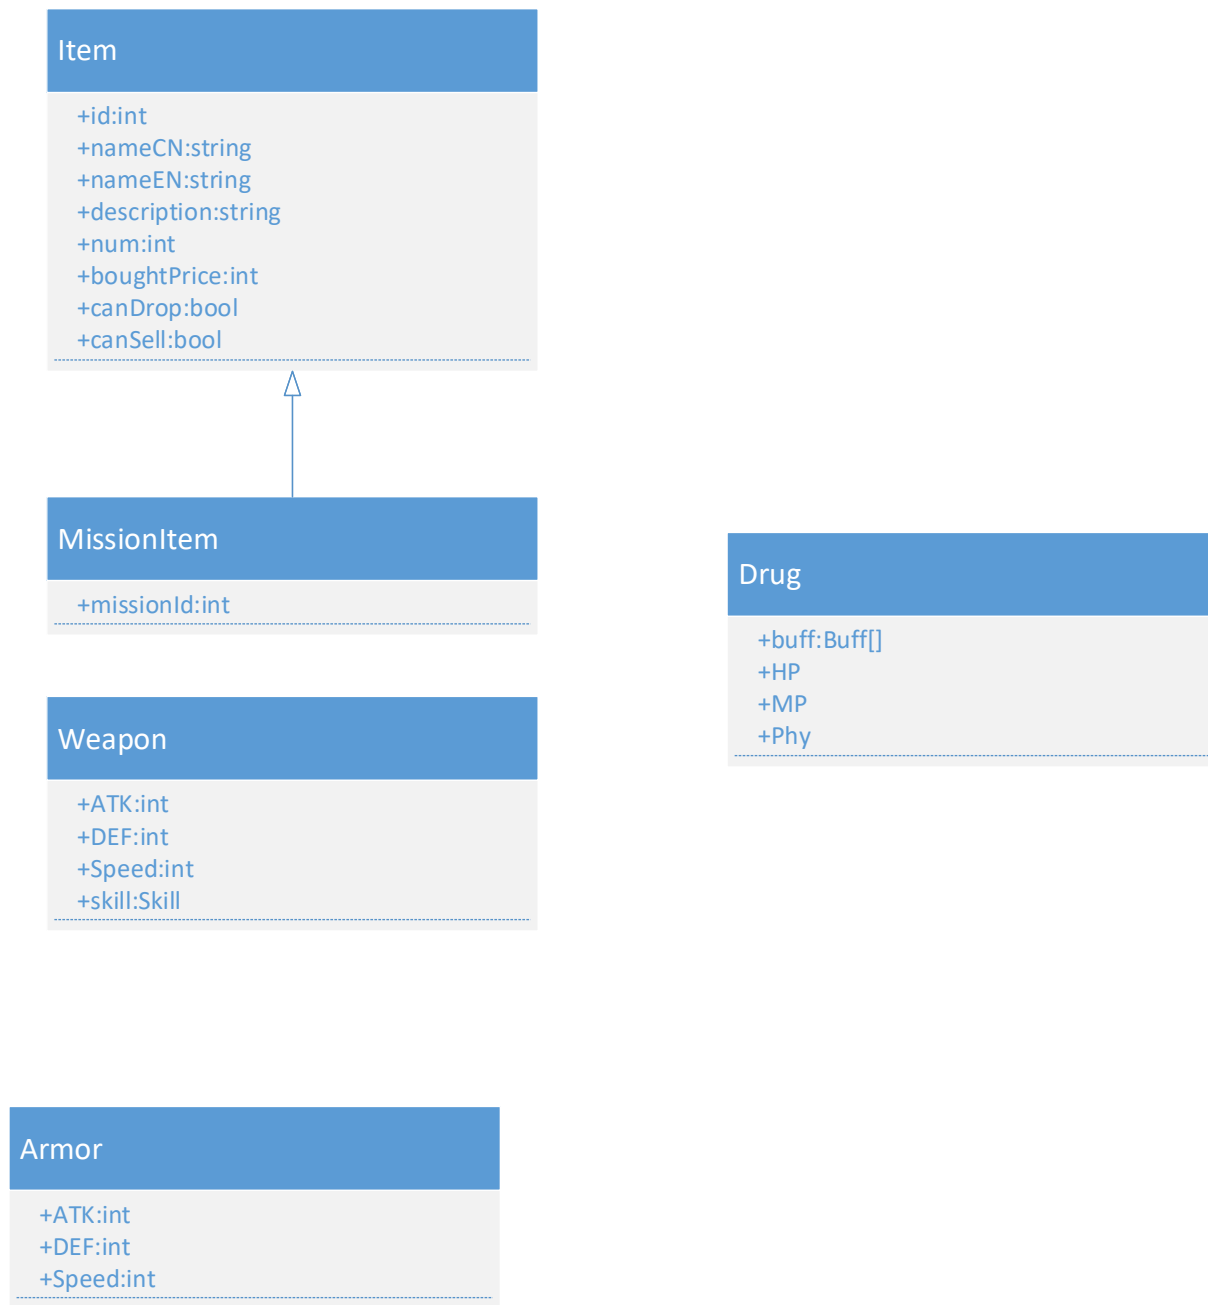 Item
+id:int
+nameCN:string
+nameEN:string
+description:string
+num:int
+boughtPrice:int
+canDrop:bool
+canSell:bool
MissionItem
+missionId:int
Drug
+buff:Buff[]
+HP
+MP
+Phy
Weapon
+ATK:int
+DEF:int
+Speed:int
+skill:Skill
Armor
+ATK:int
+DEF:int
+Speed:int